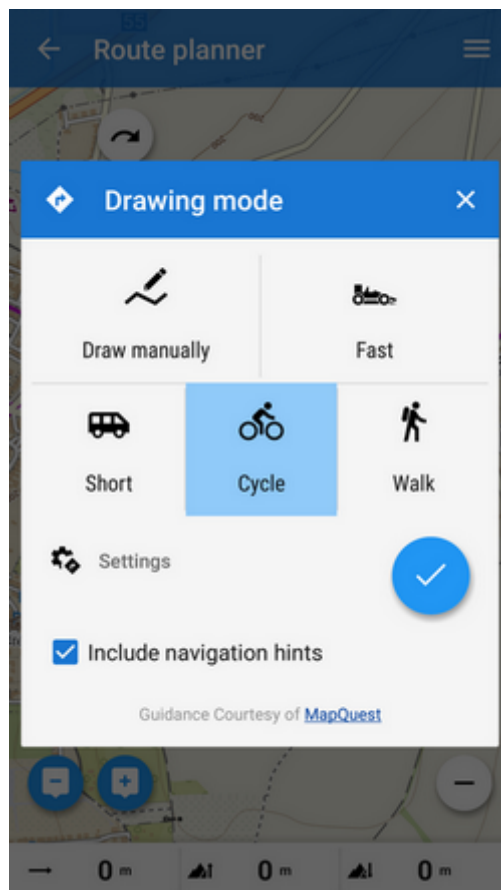 Route planner
Drawing mode
Draw manually
Fast
Short
Cycle
Walk
Settings
Include navigation hints
Guidance Courtesy of MapQuest
0 m
0 m
0 m